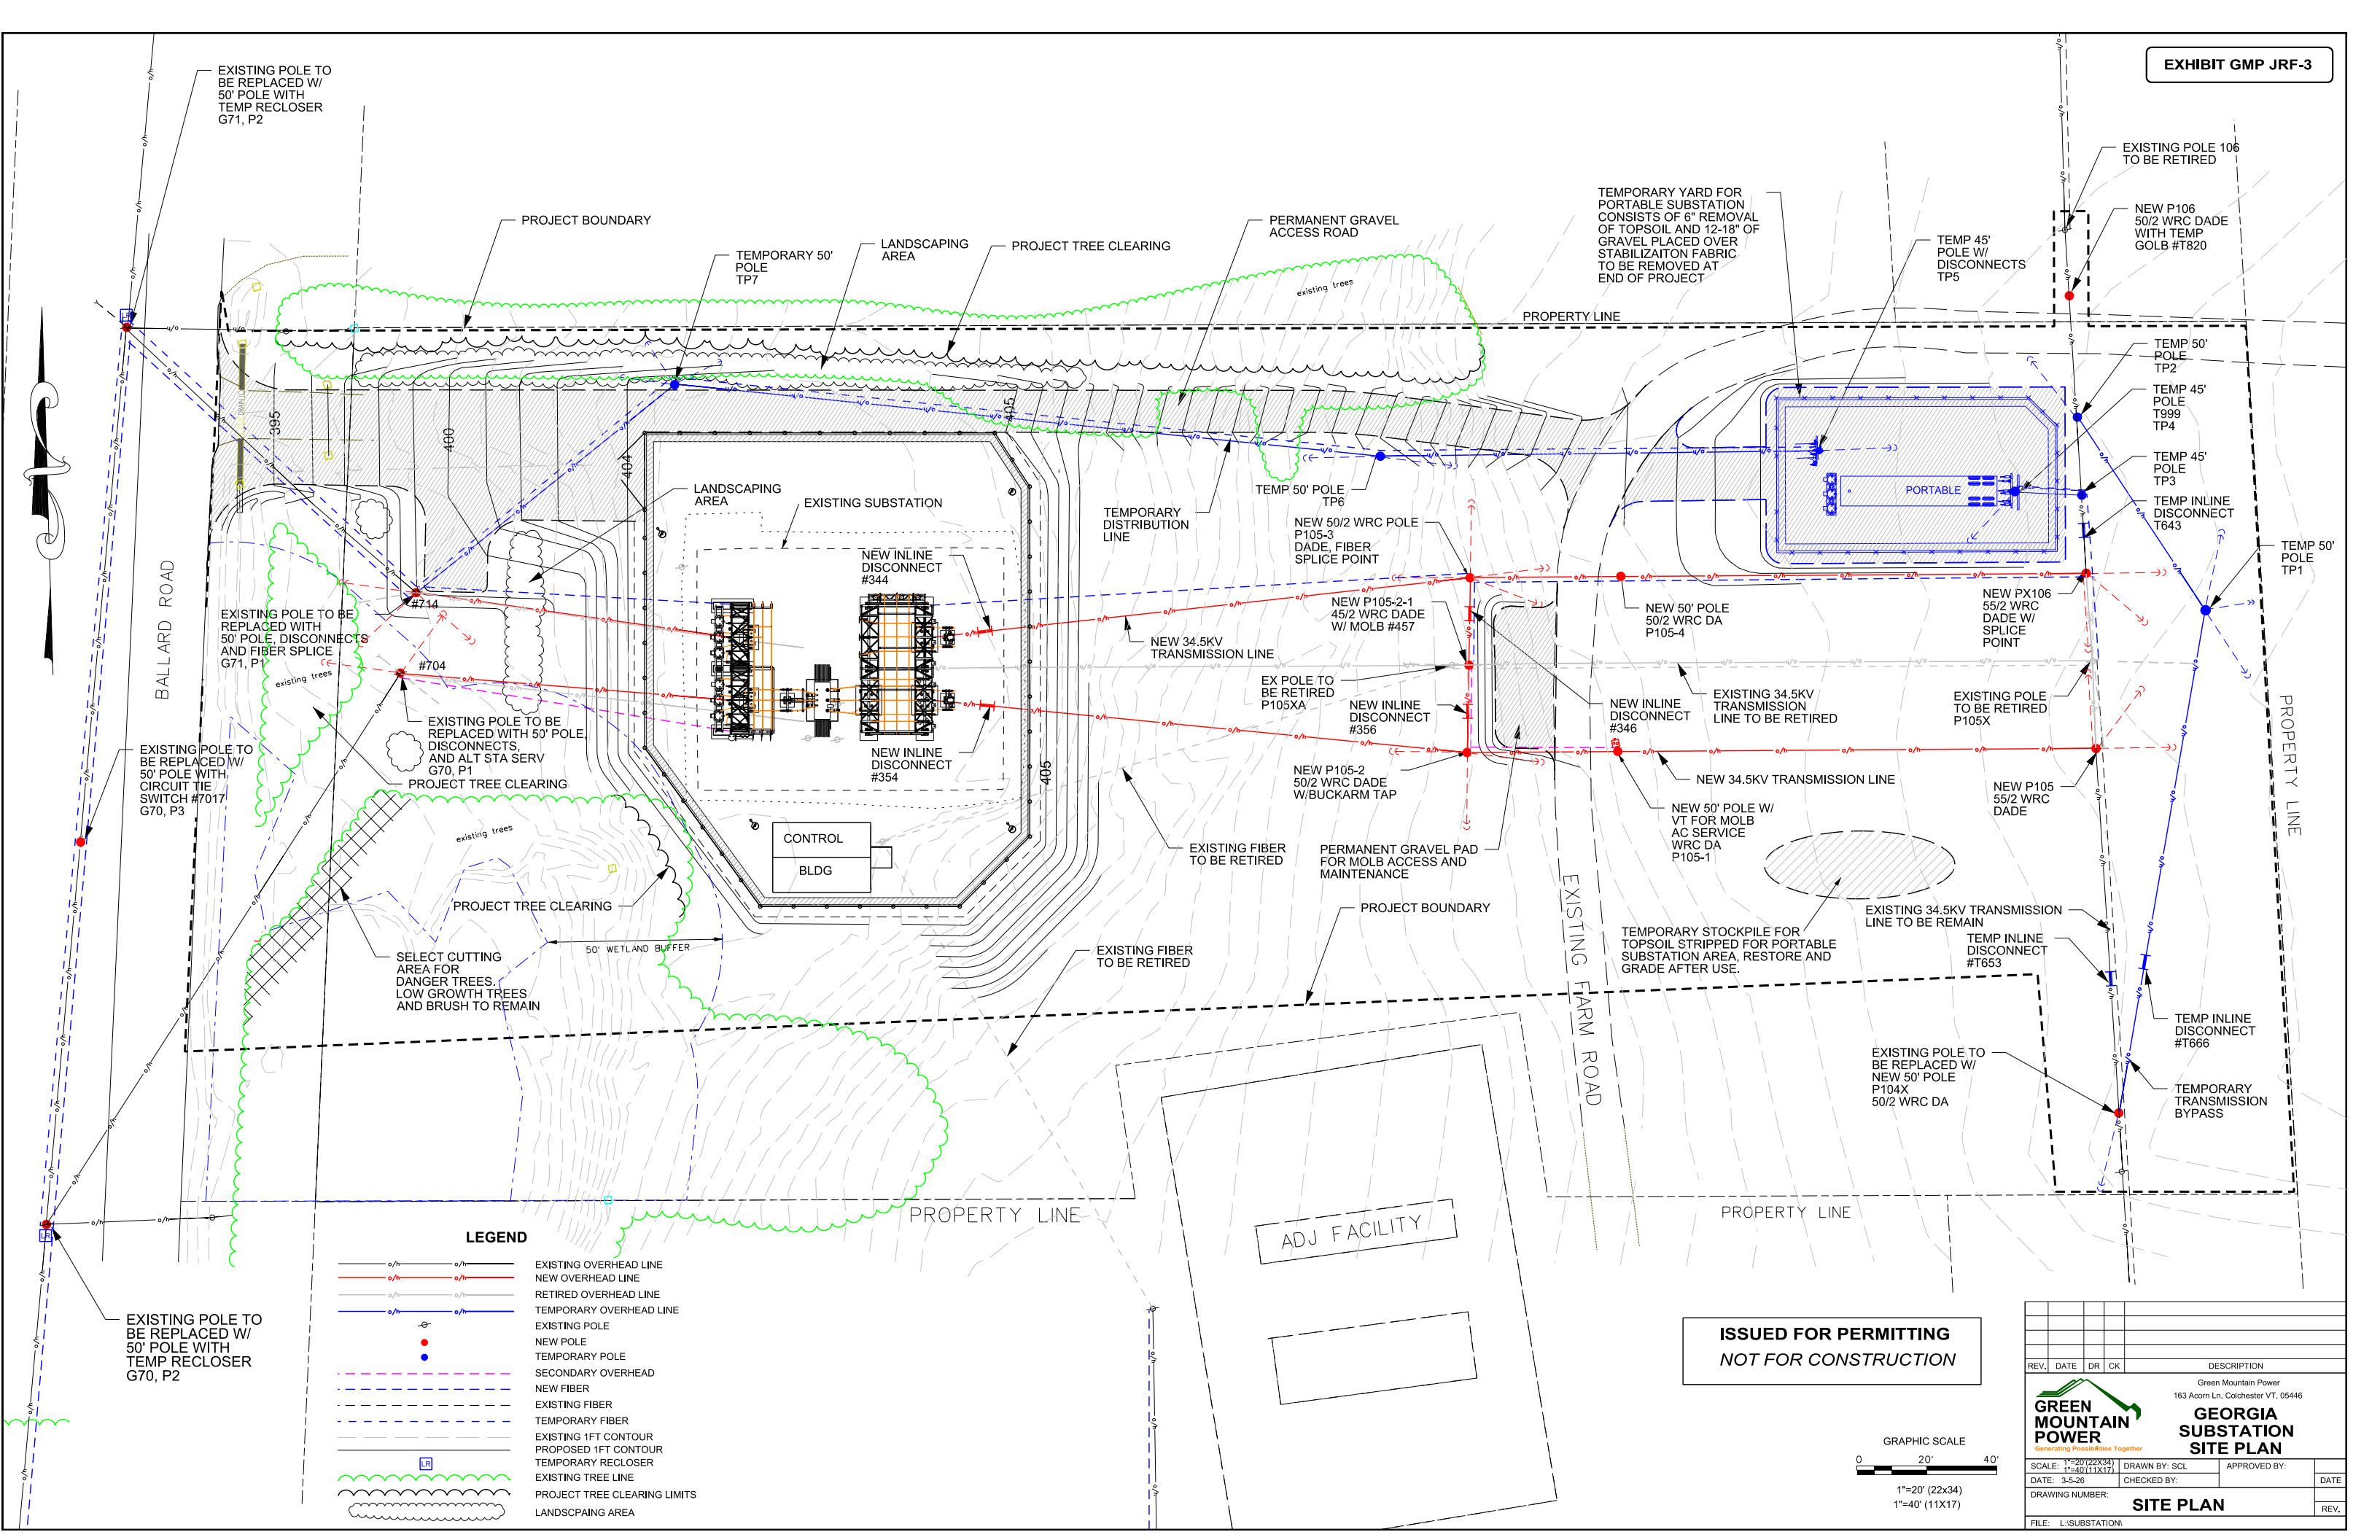 EXHIBIT GMP JRF-3
EXISTING POLE TO
BE REPLACED W/
50' POLE WITH
TEMP RECLOSER
G71, P2
PROJECT BOUNDARY
TEMPORARY 50'
POLE
TP7
LANDSCAPING
AREA
PROJECT TREE CLEARING
PERMANENT GRAVEL
ACCESS ROAD
existing trees
TEMPORARY YARD FOR
PORTABLE SUBSTATION
CONSISTS OF 6" REMOVAL
OF TOPSOIL AND 12-18" OF
GRAVEL PLACED OVER
STABILIZAITON FABRIC
TO BE REMOVED AT
END OF PROJECT
PROPERTY LINE
TEMP 45'
POLE W/
DISCONNECTS
TP5
EXISTING POLE 106
TO BE RETIRED
NEW P106
50/2 WRC DADE
WITH TEMP
GOLB #T820
TEMP 50'
POLE
TP2
TEMP 45'
POLE
T999
TP4
TEMP 45'
POLE
TP3
TEMP INLINE
DISCONNECT
T643
TEMP 50'
POLE
TP1
PORTABLE
LR
395
400
404
405
LANDSCAPING
AREA
EXISTING SUBSTATION
NEW INLINE
DISCONNECT
#344
TEMPORARY
DISTRIBUTION
LINE
TEMP 50' POLE
TP6
NEW 50/2 WRC POLE
P105-3
DADE, FIBER
SPLICE POINT
NEW P105-2-1
45/2 WRC DADE
W/ MOLB #457
NEW 34.5KV
TRANSMISSION LINE
EX POLE TO
BE RETIRED
P105XA
NEW INLINE
DISCONNECT
#356
NEW P105-2
50/2 WRC DADE
W/BUCKARM TAP
NEW 50' POLE
50/2 WRC DA
P105-4
NEW INLINE
DISCONNECT
#346
EXISTING 34.5KV
TRANSMISSION
LINE TO BE RETIRED
NEW PX106
55/2 WRC
DADE W/
SPLICE
POINT
EXISTING POLE
TO BE RETIRED
P105X
NEW 34.5KV TRANSMISSION LINE
NEW P105
55/2 WRC
DADE
NEW 50' POLE W/
VT FOR MOLB
AC SERVICE
WRC DA
P105-1
PROPERTY LINE
BALLARD ROAD
#714
EXISTING POLE TO BE
REPLACED WITH
50' POLE, DISCONNECTS
AND FIBER SPLICE
G71, P1
#704
existing trees
EXISTING POLE TO BE
REPLACED WITH 50' POLE,
DISCONNECTS,
AND ALT STA SERV
G70, P1
PROJECT TREE CLEARING
EXISTING POLE TO
BE REPLACED W/
50' POLE WITH
CIRCUIT TIE
SWITCH #7017
G70, P3
NEW INLINE
DISCONNECT
#354
405
CONTROL
BLDG
existing trees
PROJECT TREE CLEARING
50' WETLAND BUFFER
SELECT CUTTING
AREA FOR
DANGER TREES.
LOW GROWTH TREES
AND BRUSH TO REMAIN
EXISTING FIBER
TO BE RETIRED
PERMANENT GRAVEL PAD
FOR MOLB ACCESS AND
MAINTENANCE
PROJECT BOUNDARY
EXISTING FIBER
TO BE RETIRED
EXISTING FARM ROAD
TEMPORARY STOCKPILE FOR
TOPSOIL STRIPPED FOR PORTABLE
SUBSTATION AREA, RESTORE AND
GRADE AFTER USE.
EXISTING 34.5KV TRANSMISSION
LINE TO BE REMAIN
TEMP INLINE
DISCONNECT
#T653
TEMP INLINE
DISCONNECT
#T666
EXISTING POLE TO
BE REPLACED W/
NEW 50' POLE
P104X
50/2 WRC DA
TEMPORARY
TRANSMISSION
BYPASS
PROPERTY LINE
PROPERTY LINE
ADJ FACILITY
LR
EXISTING POLE TO
BE REPLACED W/
50' POLE WITH
TEMP RECLOSER
G70, P2
LEGEND
o/h o/h EXISTING OVERHEAD LINE
o/h o/h NEW OVERHEAD LINE
o/h o/h RETIRED OVERHEAD LINE
o/h o/h TEMPORARY OVERHEAD LINE
EXISTING POLE
NEW POLE
TEMPORARY POLE
SECONDARY OVERHEAD
NEW FIBER
EXISTING FIBER
TEMPORARY FIBER
EXISTING 1FT CONTOUR
PROPOSED 1FT CONTOUR
LR TEMPORARY RECLOSER
EXISTING TREE LINE
PROJECT TREE CLEARING LIMITS
LANDSCPAING AREA
ISSUED FOR PERMITTING
NOT FOR CONSTRUCTION
GRAPHIC SCALE
0 20' 40'
1"=20' (22x34)
1"=40' (11X17)
REV. DATE DR CK DESCRIPTION
GREEN
MOUNTAIN
POWER
Generating Possibilities Together
Green Mountain Power
163 Acorn Ln, Colchester VT, 05446
GEORGIA
SUBSTATION
SITE PLAN
SCALE: 1"=20'(22X34)
1"=40'(11X17)
DRAWN BY: SCL
APPROVED BY:
DATE: 3-5-26
CHECKED BY:
DATE
DRAWING NUMBER:
SITE PLAN
REV.
FILE: L:\SUBSTATION\